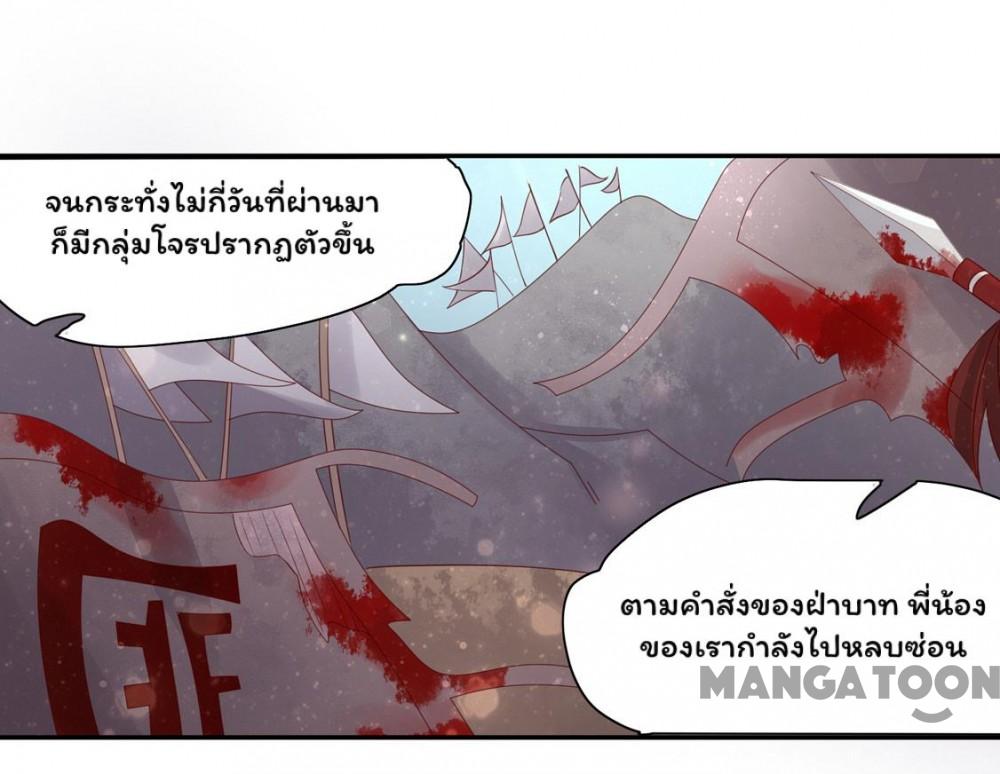 จนกระทั่งไม่กี่วันที่ผ่านมา
ก็มีกลุ่มโจรปรากฏตัวขึ้น
匪
ตามคำสั่งของฝ่าบาท พี่น้อง
ของเรากำลังไปหลบซ่อน
MANGATOON